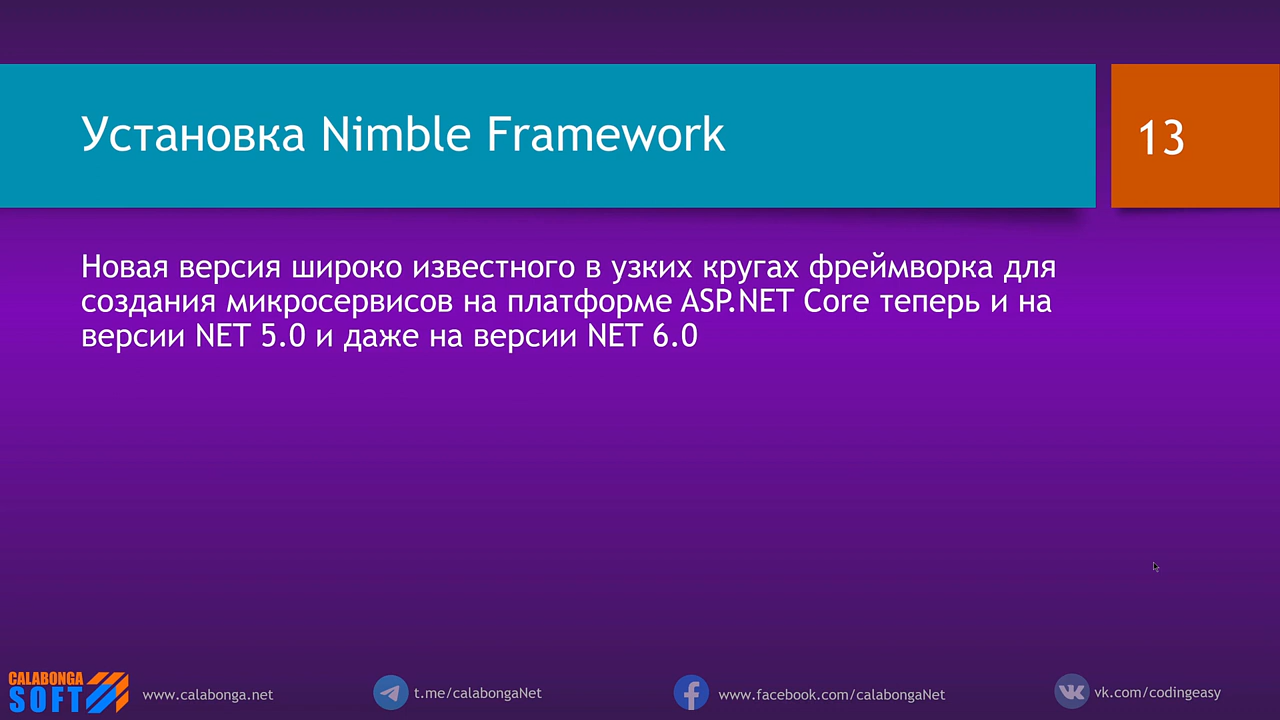 Установка Nimble Framework
13
Новая версия широко известного в узких кругах фреймворка для
создания микросервисов на платформе ASP.NET Core теперь и на
версии NET 5.0 и даже на версии NET 6.0
CALABONGA
SOFT
www.calabonga.net
t.me/calabongaNet
www.facebook.com/calabongaNet
vk.com/codingeasy